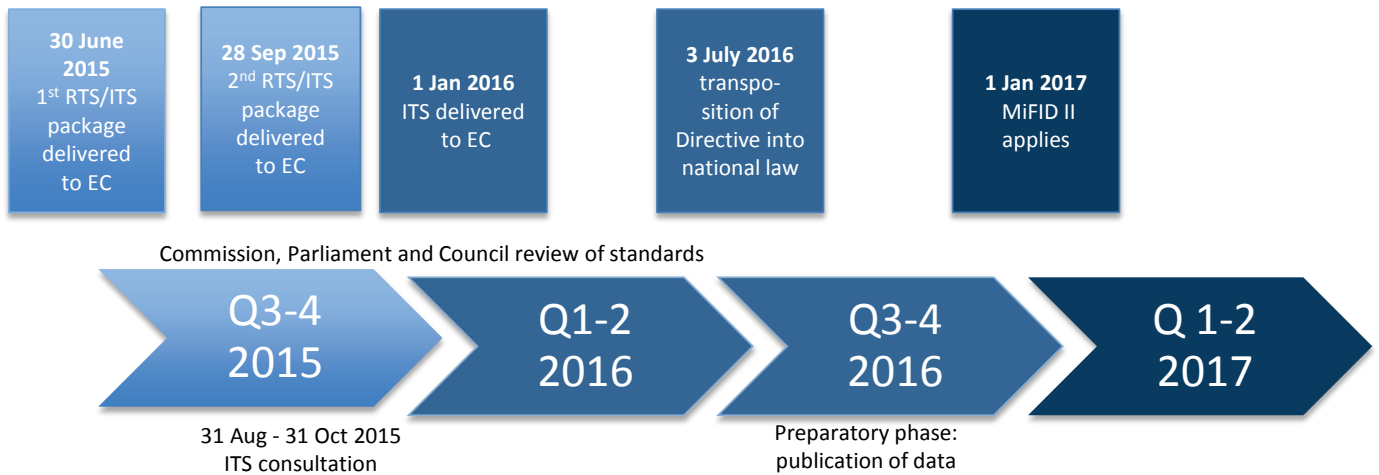 30 June
2015
1st RTS/ITS
package
delivered
to EC
28 Sep 2015
2nd RTS/ITS
package
delivered
to EC
1 Jan 2016
ITS delivered
to EC
3 July 2016
transpo-
sition of
Directive into
national law
1 Jan 2017
MiFID II
applies
Commission, Parliament and Council review of standards
Q3-4
2015
Q1-2
2016
Q3-4
2016
Q 1-2
2017
31 Aug - 31 Oct 2015
ITS consultation
Preparatory phase:
publication of data